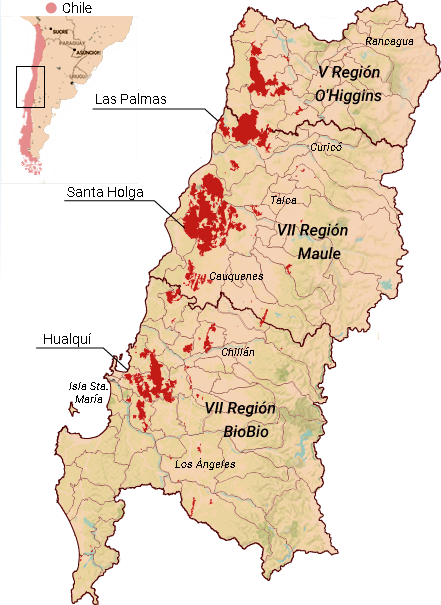 Chile
SUCRE
PARAGUAY
ASUNCIÓN
URUGU
Rancagua
V Región
O'Higgins
Las Palmas
Curicó
Santa Holga
Talca
VII Región
Maule
Cauquenes
Hualquí
Chillán
Isla Sta.
María
VII Región
BioBio
Los Ángeles